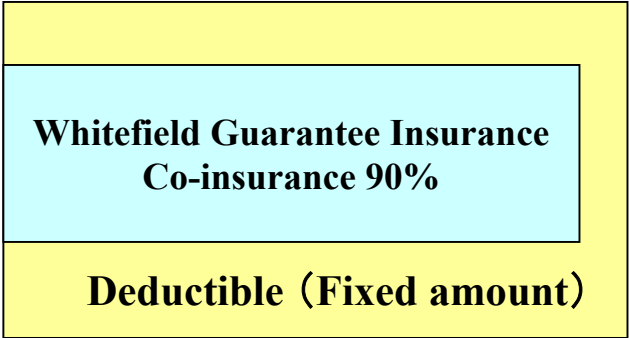 Whitefield Guarantee Insurance
Co-insurance 90%
Deductible（Fixed amount）